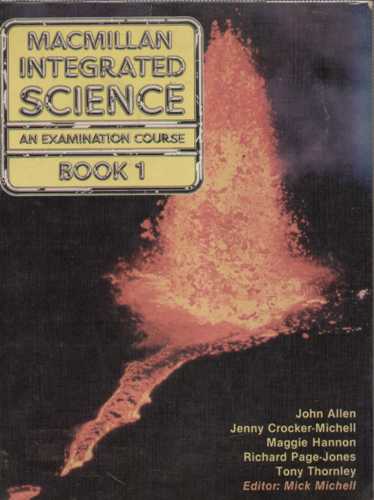 MACMILLAN
INTEGRATED
SCIENCE
AN EXAMINATION COURSE
BOOK 1
John Allen
Jenny Crocker-Michell
Maggie Hannon
Richard Page-Jones
Tony Thornley
Editor: Mick Michell